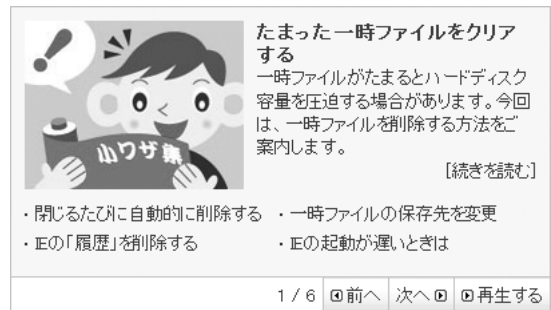 たまった一時ファイルをクリア
する
一時ファイルがたまるとハードディスク
容量を圧迫する場合があります。今回
は、一時ファイルを削除する方法をご
案内します。
[続きを読む]
小ワザ集
・閉じるたびに自動的に削除する ・一時ファイルの保存先を変更
・IEの「履歴」を削除する ・IEの起動が遅いときは
1 / 6 前へ 次へ 再生する